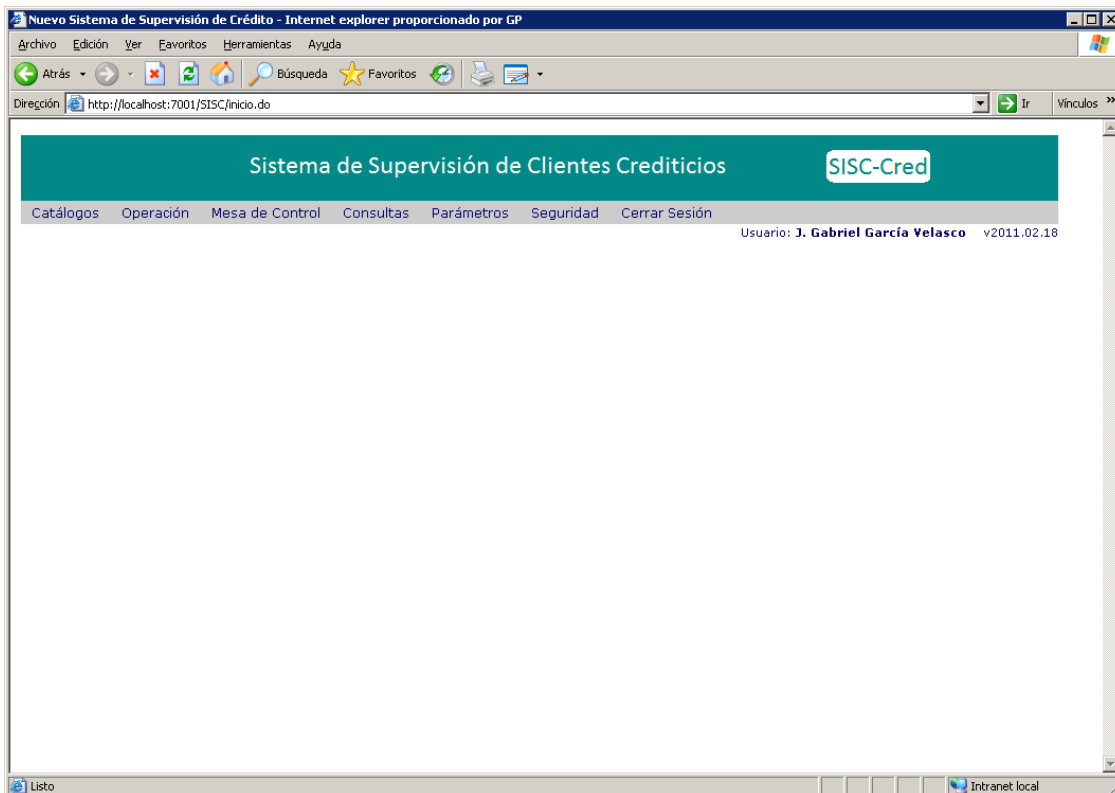 Nuevo Sistema de Supervisión de Crédito - Internet explorer proporcionado por GP
Archivo Edición Ver Favoritos Herramientas Ayuda
Atrás Búsqueda Favoritos
Dirección http://localhost:7001/SISC/inicio.do Ir Vínculos »
Sistema de Supervisión de Clientes Crediticios SISC-Cred
Catálogos Operación Mesa de Control Consultas Parámetros Seguridad Cerrar Sesión
Usuario: J. Gabriel García Velasco v2011.02.18
Listo Intranet local